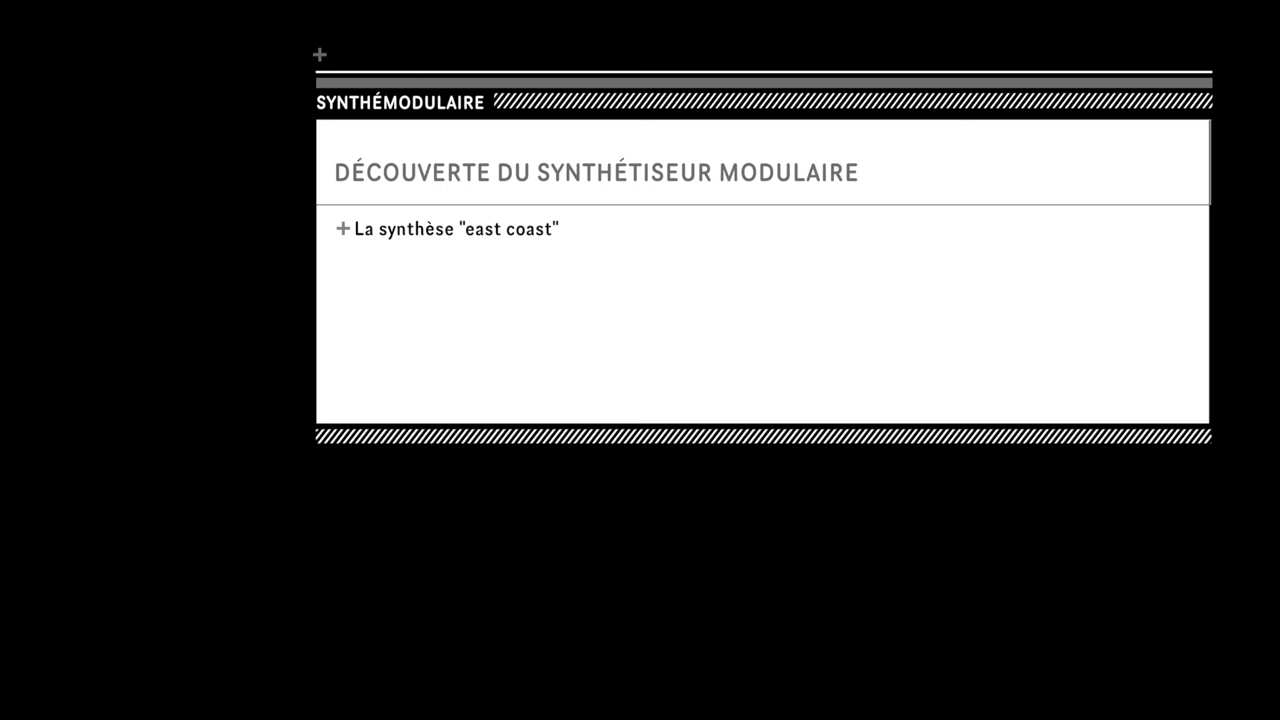 SYNTHÉMODULAIRE
DÉCOUVERTE DU SYNTHÉTISEUR MODULAIRE
+ La synthèse "east coast"